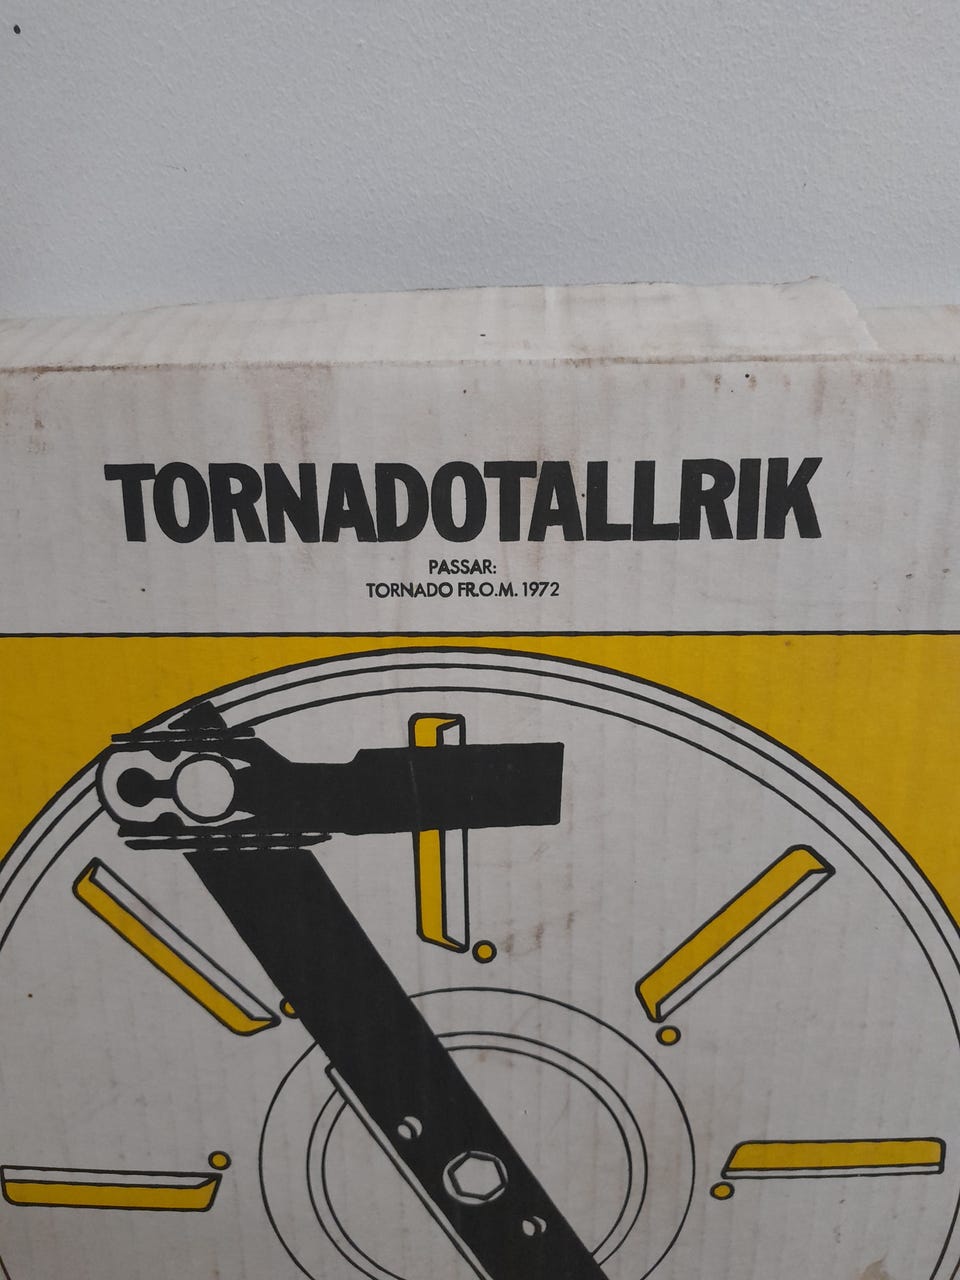 TORNADOTALLRIK
PASSAR:
TORNADO FR.O.M. 1972